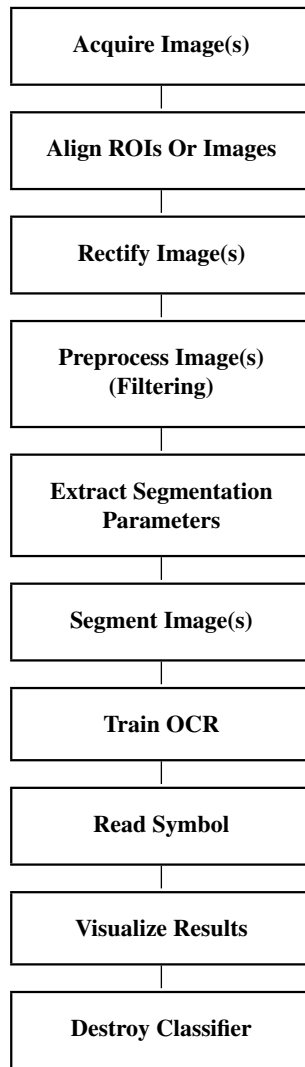 Acquire Image(s)
Align ROIs Or Images
Rectify Image(s)
Preprocess Image(s)
(Filtering)
Extract Segmentation
Parameters
Segment Image(s)
Train OCR
Read Symbol
Visualize Results
Destroy Classifier